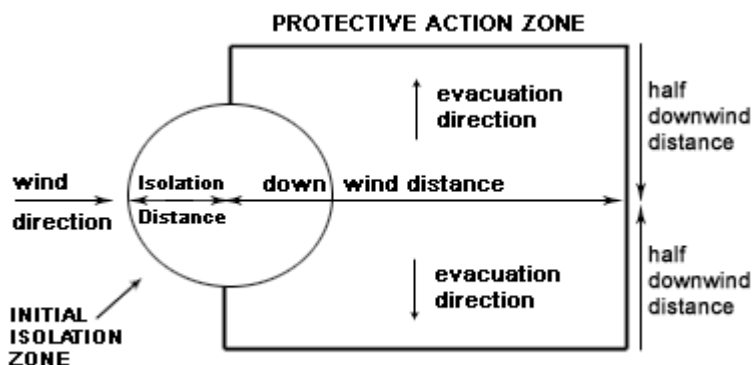 PROTECTIVE ACTION ZONE
evacuation
direction
half
downwind
distance
wind
direction
Isolation
Distance
down wind distance
evacuation
direction
half
downwind
distance
INITIAL
ISOLATION
ZONE